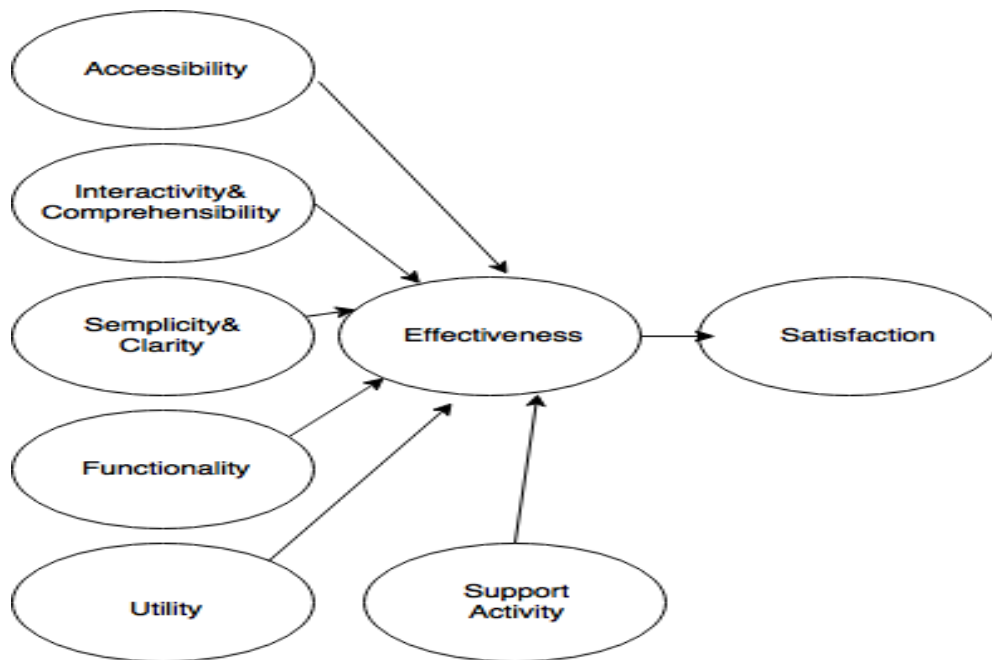 Accessibility
Interactivity&
Comprehensibility
Semplicity&
Clarity
Effectiveness
Satisfaction
Functionality
Utility
Support
Activity